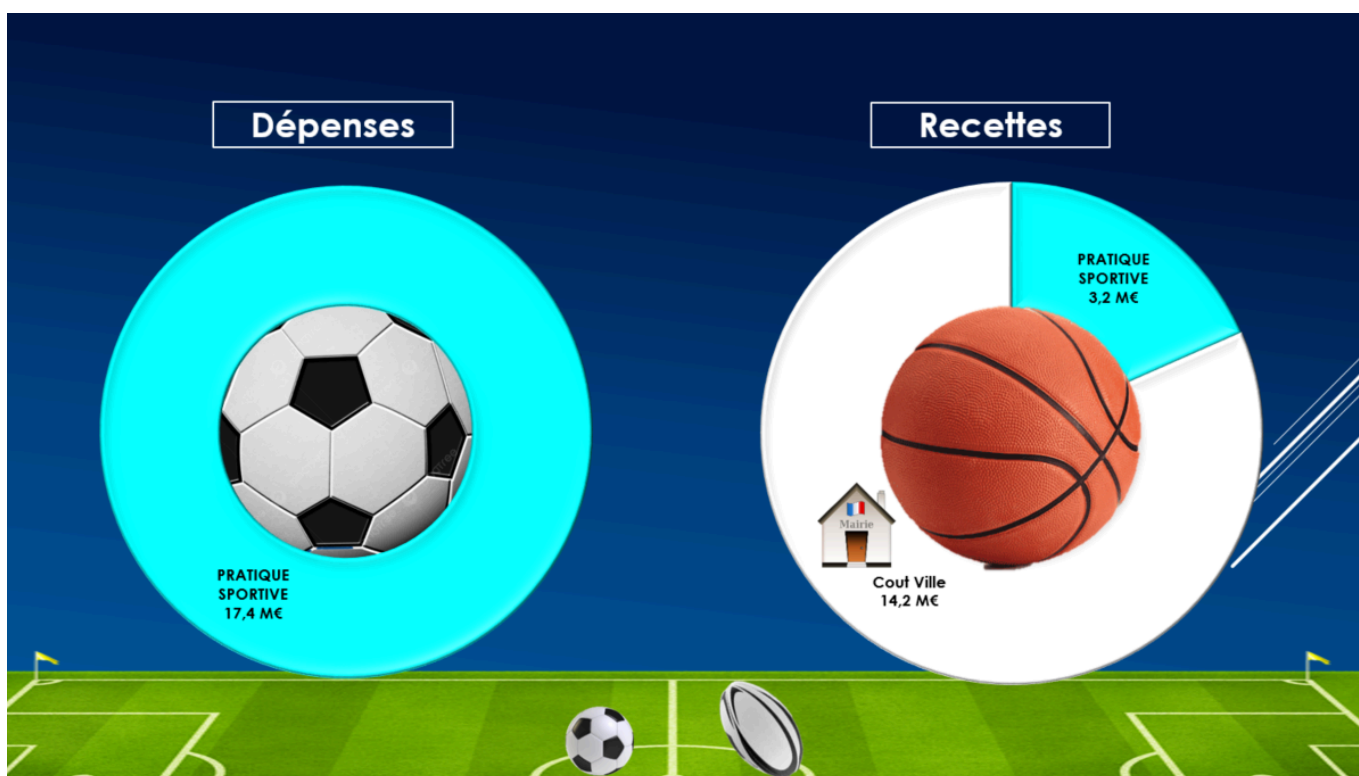 Dépenses
Recettes
PRATIQUE
SPORTIVE
3,2 M€
Mairie
Cout Ville
14,2 M€
PRATIQUE
SPORTIVE
17,4 M€